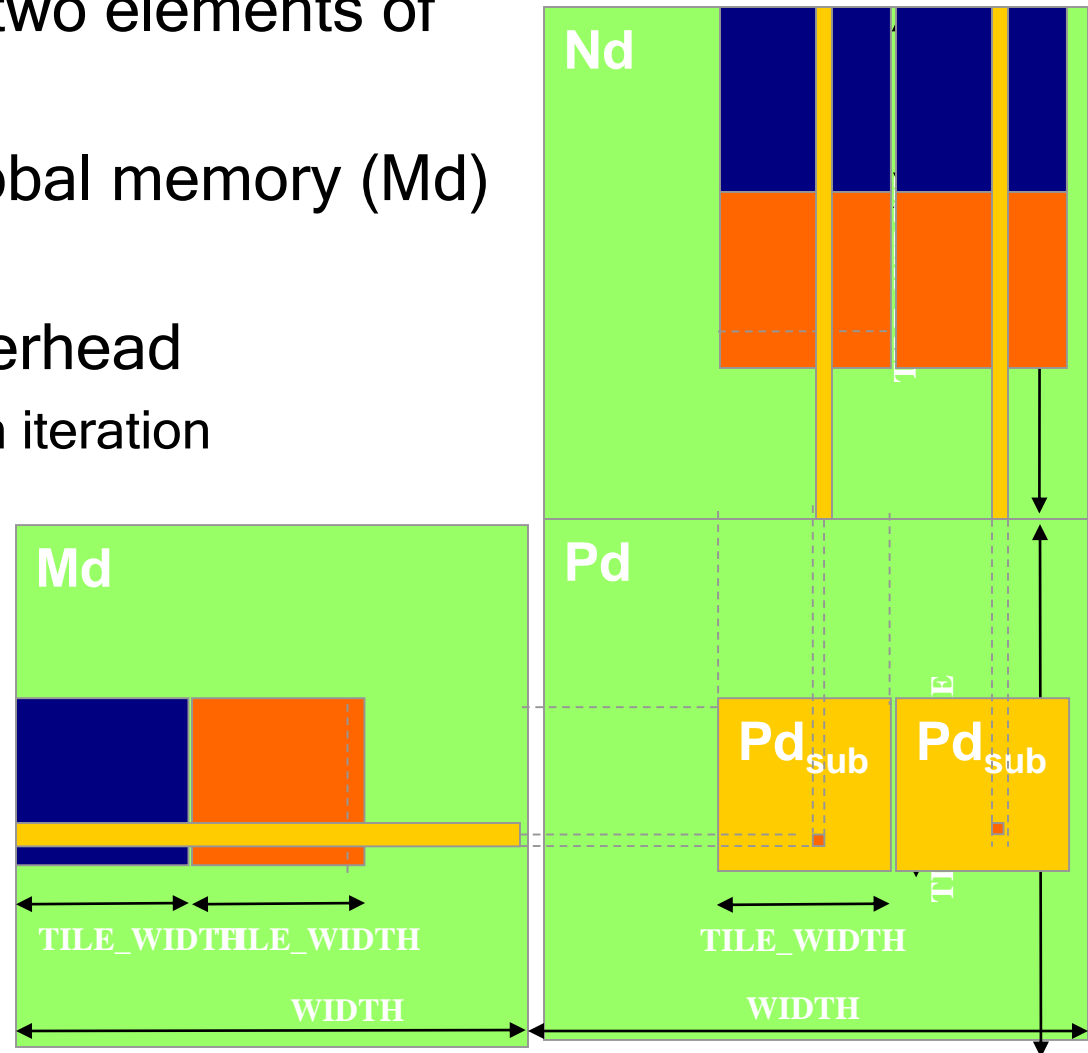 two elements of
obal memory (Md)
erhead
iteration
Nd
Md
Pd
Pdsub Pdsub
TILE_WIDTH TILE_WIDTH
TILE_WIDTH
WIDTH
WIDTH